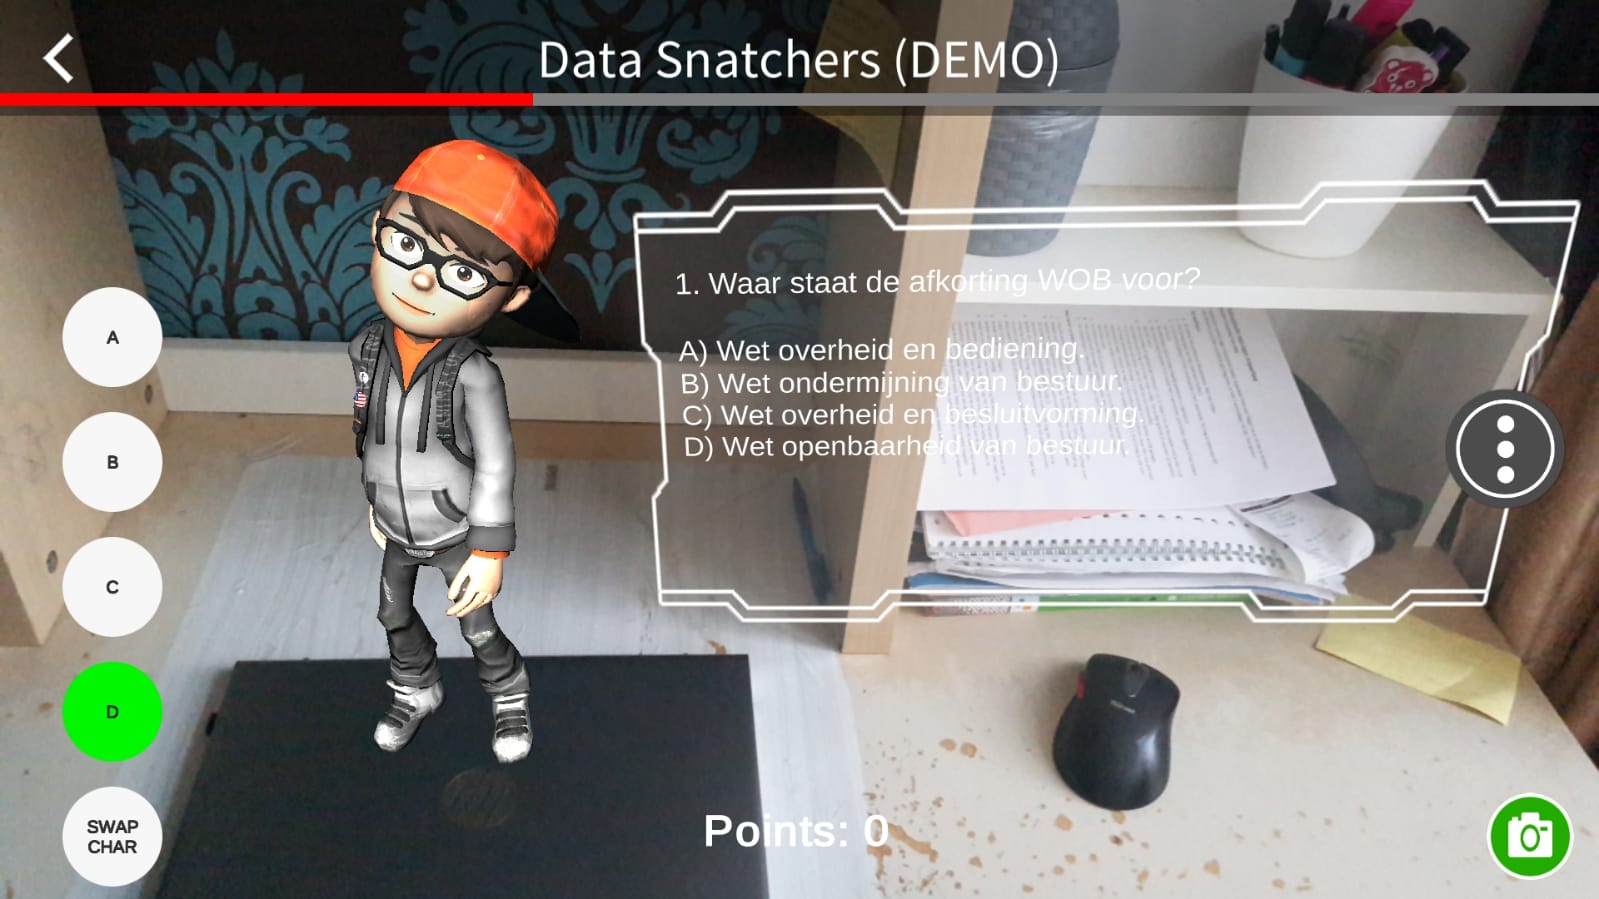 Data Snatchers (DEMO)
1. Waar staat de afkorting WOB voor?
A) Wet overheid en bediening.
B) Wet ondermijning van bestuur.
C) Wet overheid en besluitvorming.
D) Wet openbaarheid van bestuur.
A
B
C
D
SWAP
CHAR
Points: 0